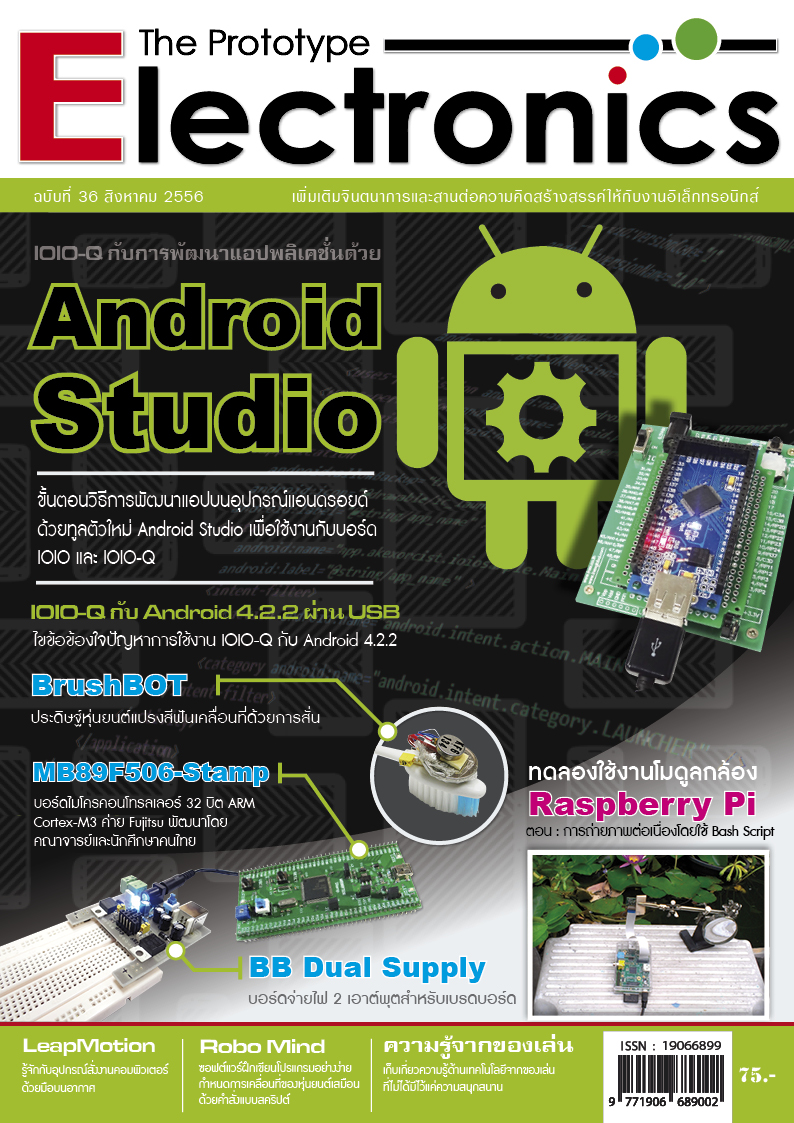 The Prototype
Electronics
ฉบับที่ 36 สิงหาคม 2556
เพิ่มเติมจินตนาการและสานต่อความคิดสร้างสรรค์ให้กับงานอิเล็กทรอนิกส์
IOIO-Q กับการพัฒนาแอปพลิเคชั่นด้วย
Android
Studio
ขั้นตอนวิธีการพัฒนาแอปบนอุปกรณ์แอนดรอยด์
ด้วยทูลตัวใหม่ Android Studio เพื่อใช้งานกับบอร์ด
IOIO และ IOIO-Q
IOIO-Q กับ Android 4.2.2 ผ่าน USB
ไขข้อข้องใจปัญหาการใช้งาน IOIO-Q กับ Android 4.2.2
BrushBOT
ประดิษฐ์หุ่นยนต์แปรงสีฟันเคลื่อนที่ด้วยการสั่น
MB89F506-Stamp
บอร์ดไมโครคอนโทรลเลอร์ 32 บิต ARM
Cortex-M3 ค่าย Fujitsu พัฒนาโดย
คณาจารย์และนักศึกษาคนไทย
ทดลองใช้งานโมดูลกล้อง
Raspberry Pi
ตอน : การถ่ายภาพต่อเนื่องโดยใช้ Bash Script
BB Dual Supply
บอร์ดจ่ายไฟ 2 เอาต์พุตสำหรับเบรดบอร์ด
LeapMotion
รู้จักกับอุปกรณ์สั่งงานคอมพิวเตอร์
ด้วยมือบนอากาศ
Robo Mind
ซอฟต์แวร์ฝึกเขียนโปรแกรมอย่างง่าย
กำหนดการเคลื่อนที่ของหุ่นยนต์เสมือน
ด้วยคำสั่งแบบสคริปต์
ความรู้จากของเล่น
เก็บเกี่ยวความรู้ด้านเทคโนโลยีจากของเล่น
ที่ไม่ได้มีไว้แค่ความสนุกสนาน
ISSN : 19066899
9 771906 689002
75.-
android:name="app.akexorcist.ioiosto
android:label="@string/app_name" >
<intent-filter>
"android.intent.action.MAIN
<category android:name="android.intent.category.LAUNCHER"
</intent-filter>
</application>